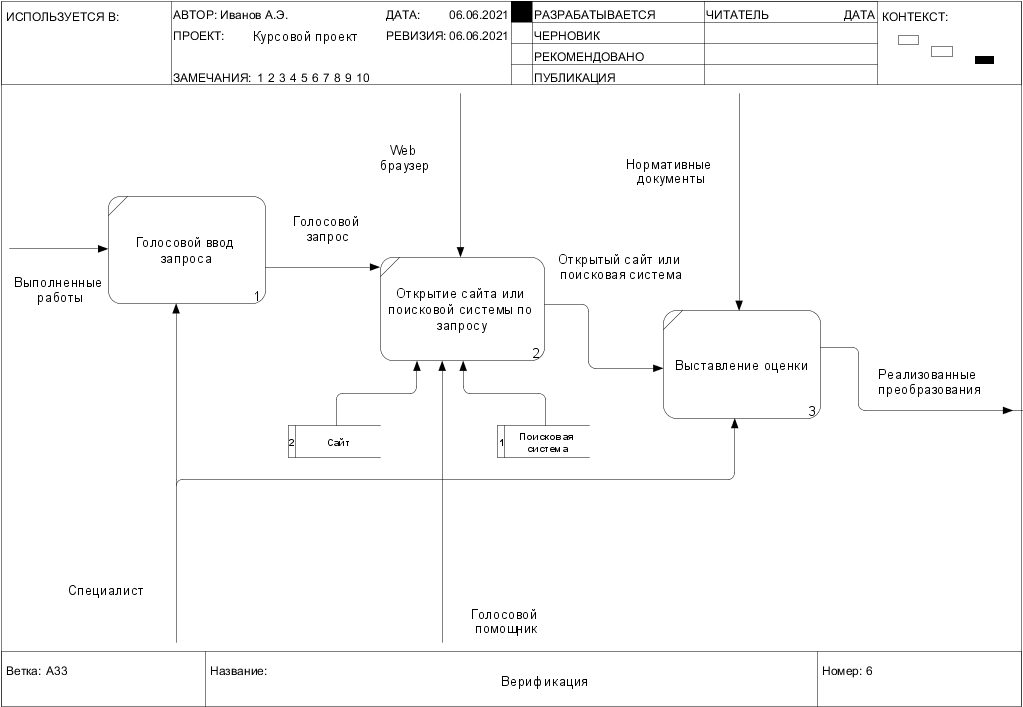 ИСПОЛЬЗУЕТСЯ В:
АВТОР: Иванов А.Э.
ДАТА: 06.06.2021
РАЗРАБАТЫВАЕТСЯ
ЧИТАТЕЛЬ
ДАТА
КОНТЕКСТ:
ПРОЕКТ: Курсовой проект
РЕВИЗИЯ: 06.06.2021
ЧЕРНОВИК
РЕКОМЕНДОВАНО
ЗАМЕЧАНИЯ: 1 2 3 4 5 6 7 8 9 10
ПУБЛИКАЦИЯ
Web
браузер
Нормативные
документы
Голосовой ввод
запроса
1
Голосовой
запрос
Выполненные
работы
Открытие сайта или
поисковой системы по
запросу
2
Открытый сайт или
поисковая система
Выставление оценки
3
Реализованные
преобразования
2
Сайт
1
Поисковая
система
Специалист
Голосовой
помощник
Ветка: A33
Название:
Верификация
Номер: 6